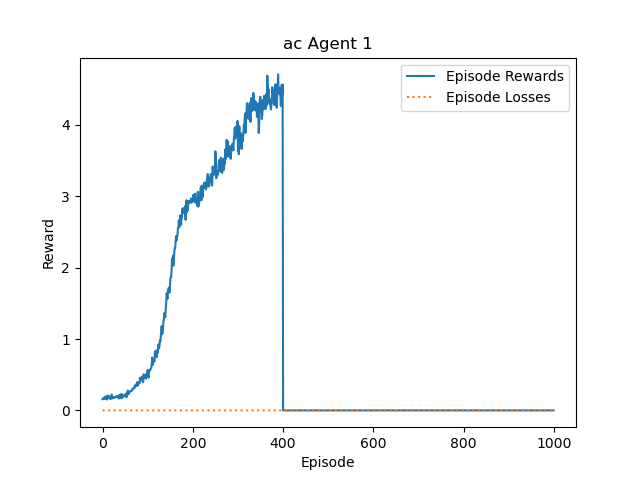 ac Agent 1
Episode Rewards
Episode Losses
Reward
4
3
2
1
0
0 200 400 600 800 1000
Episode